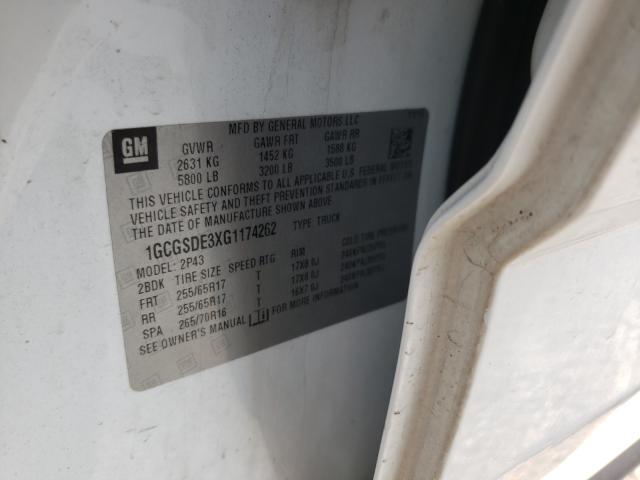 GM
MFD BY GENERAL MOTORS LLC
GVWR GAWR FRT GAWR RR
2631 KG 1452 KG 1588 KG
5800 LB 3200 LB 3500 LB
THIS VEHICLE CONFORMS TO ALL APPLICABLE U.S. FEDERAL MOTOR
VEHICLE SAFETY AND THEFT PREVENTION STANDARDS IN EFFECT ON
THE DATE OF MANUFACTURE SHOWN ABOVE.
1GCGSDE3XG1174262 TYPE: TRUCK
MODEL: 2P43
2BDK TIRE SIZE SPEED RTG RIM COLD TIRE PRESSURE
FRT 255/65R17 T 17X8.0J
RR 255/65R17 T 17X8.0J
SPA 265/70R16 T 16X7.0J
SEE OWNER'S MANUAL FOR MORE INFORMATION